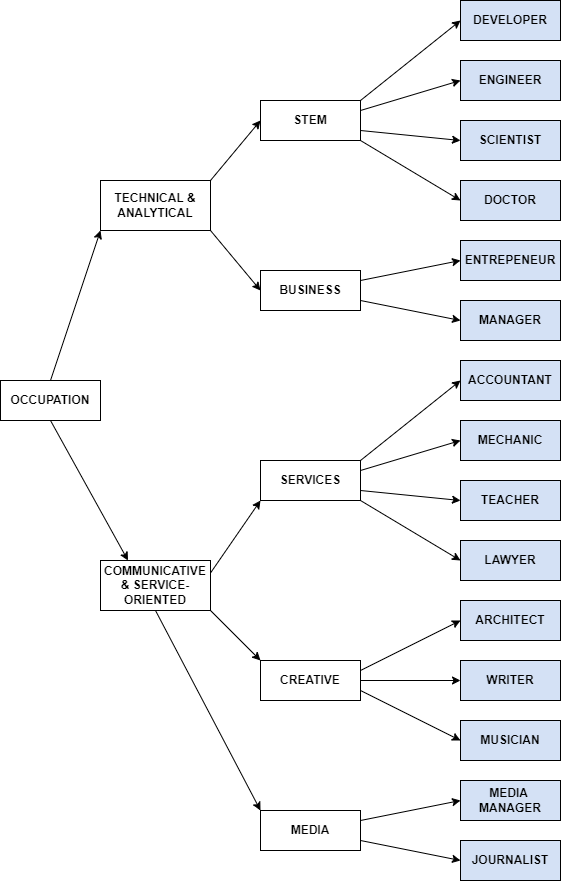 DEVELOPER
ENGINEER
STEM
SCIENTIST
TECHNICAL &
ANALYTICAL
DOCTOR
ENTREPENEUR
BUSINESS
MANAGER
OCCUPATION
ACCOUNTANT
MECHANIC
SERVICES
TEACHER
LAWYER
COMMUNICATIVE
& SERVICE-
ORIENTED
ARCHITECT
CREATIVE
WRITER
MUSICIAN
MEDIA
MANAGER
MEDIA
JOURNALIST